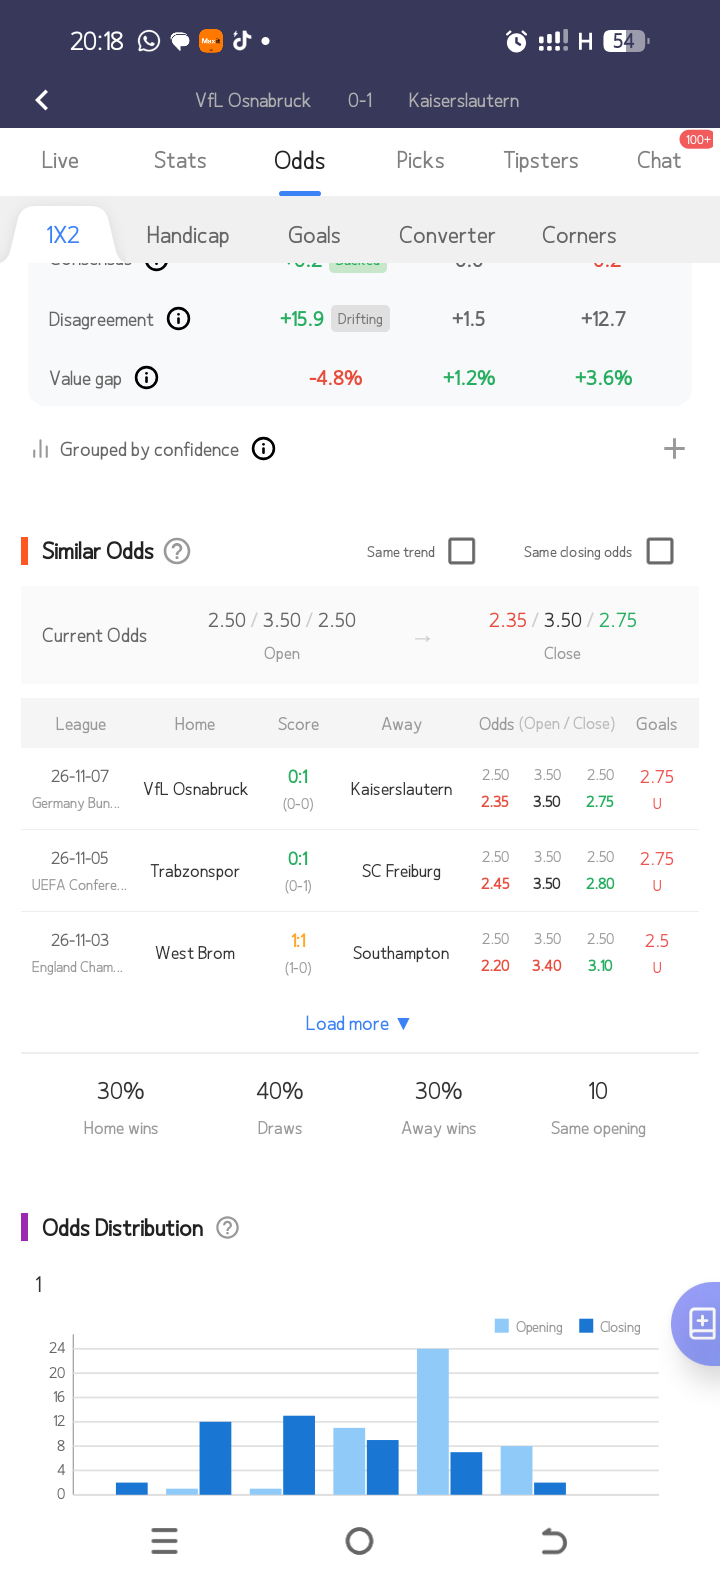 20:18 H 54
VfL Osnabruck 0-1 Kaiserslautern
100+
Live Stats Odds Picks Tipsters Chat
1X2 Handicap Goals Converter Corners
Disagreement +15.9 Drifting +1.5 +12.7
Value gap -4.8% +1.2% +3.6%
Grouped by confidence
Similar Odds ? Same trend Same closing odds
2.50 / 3.50 / 2.50 → 2.35 / 3.50 / 2.75
Current Odds
Open Close
League Home Score Away Odds (Open / Close) Goals
26-11-07 VfL Osnabruck 0:1 Kaiserslautern 2.50 3.50 2.50 2.75
Germany Bun... (0-0) 2.35 3.50 2.75 U
26-11-05 Trabzonspor 0:1 SC Freiburg 2.50 3.50 2.50 2.75
UEFA Confere... (0-1) 2.45 3.50 2.80 U
26-11-03 West Brom 1:1 Southampton 2.50 3.50 2.50 2.5
England Cham... (1-0) 2.20 3.40 3.10 U
Load more ▼
30% 40% 30% 10
Home wins Draws Away wins Same opening
Odds Distribution ?
1
Opening Closing
24
20
16
12
8
4
0